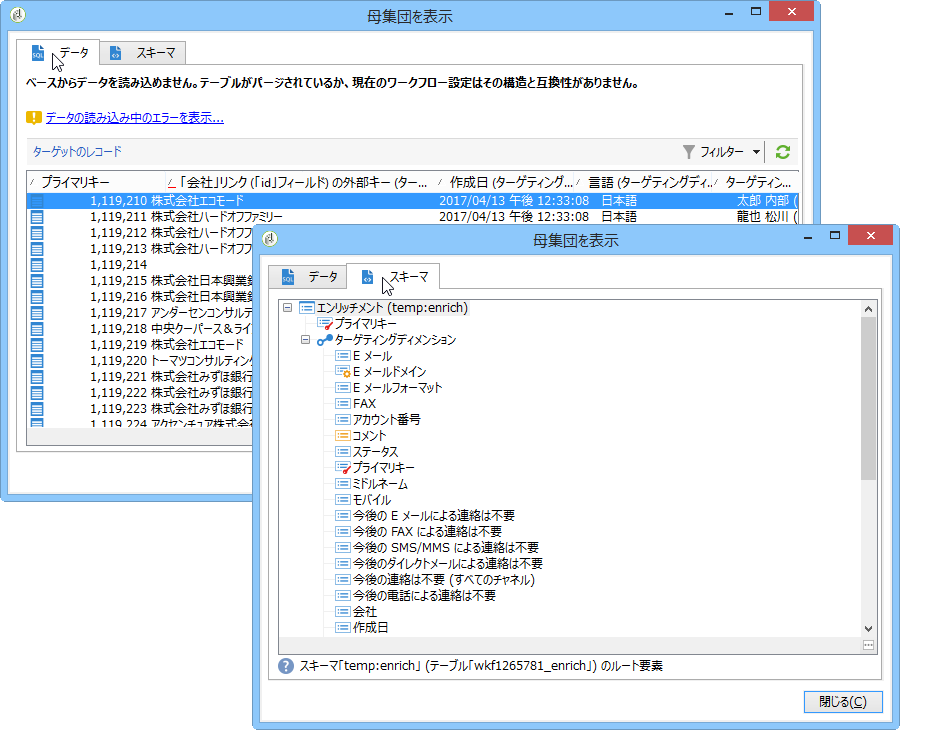 母集団を表示
データ
スキーマ
ベースからデータを読み込めません。テーブルがパージされているか、現在のワークフロー設定はその構造と互換性がありません。
データの読み込み中のエラーを表示...
ターゲットのレコード
フィルター
プライマリキー
「会社」リンク (「id」フィールド) の外部キー (ター...
作成日 (ターゲティング...
言語 (ターゲティングディ...
ターゲティン...
1,119,210 株式会社エコモード 2017/04/13 午後 12:33:08 日本語 太郎 内部 (
1,119,211 株式会社ハードオフファミリー 2017/04/13 午後 12:33:08 日本語 龍也 松川 (
1,119,212 株式会社ハードオフフ
1,119,213 株式会社ハードオフフ
1,119,214
1,119,215 株式会社日本興業
1,119,216 株式会社日本興業
1,119,217 アンダーセンコンサルテ
1,119,218 中央クーパース＆ライ
1,119,219 株式会社エコモード
1,119,220 トーマツコンサルティン
1,119,221 株式会社みずほ銀行
1,119,222 株式会社みずほ銀行
1,119,223 株式会社みずほ銀行
1,119,224 アクセンチュア株式会
母集団を表示
データ
スキーマ
エンリッチメント (temp:enrich)
プライマリキー
ターゲティングディメンション
E メール
E メールドメイン
E メールフォーマット
FAX
アカウント番号
コメント
ステータス
プライマリキー
ミドルネーム
モバイル
今後の E メールによる連絡は不要
今後の FAX による連絡は不要
今後の SMS/MMS による連絡は不要
今後のダイレクトメールによる連絡は不要
今後の連絡は不要 (すべてのチャネル)
今後の電話による連絡は不要
会社
作成日
スキーマ「temp:enrich」 (テーブル「wkf1265781_enrich」) のルート要素
閉じる(C)